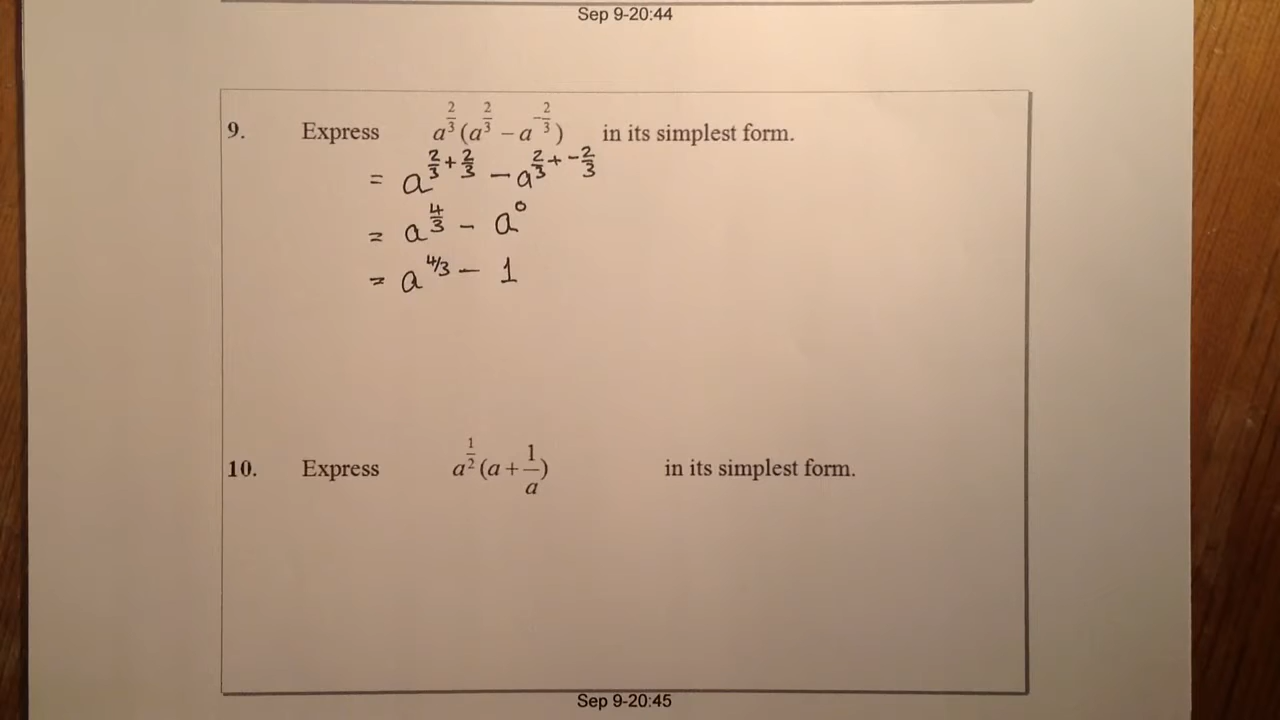 Sep 9-20:44
9. Express a^{2/3}(a^{2/3} – a^{-2/3}) in its simplest form.
= a^{2/3 + 2/3} – a^{2/3 + -2/3}
= a^{4/3} – a^0
= a^{4/3} – 1
10. Express a^{1/2}(a + 1/a) in its simplest form.
Sep 9-20:45